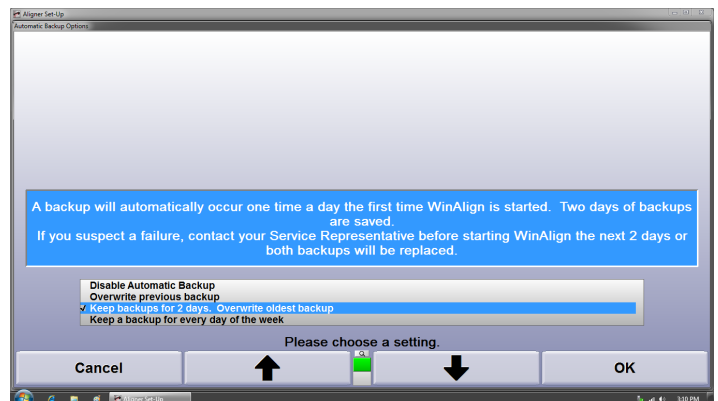 Aligner Set-Up
Automatic Backup Options
A backup will automatically occur one time a day the first time WinAlign is started. Two days of backups
are saved.
If you suspect a failure, contact your Service Representative before starting WinAlign the next 2 days or
both backups will be replaced.
Disable Automatic Backup
Overwrite previous backup
Keep backups for 2 days. Overwrite oldest backup
Keep a backup for every day of the week
Please choose a setting.
Cancel
OK
Aligner Set-Up
3:10 PM